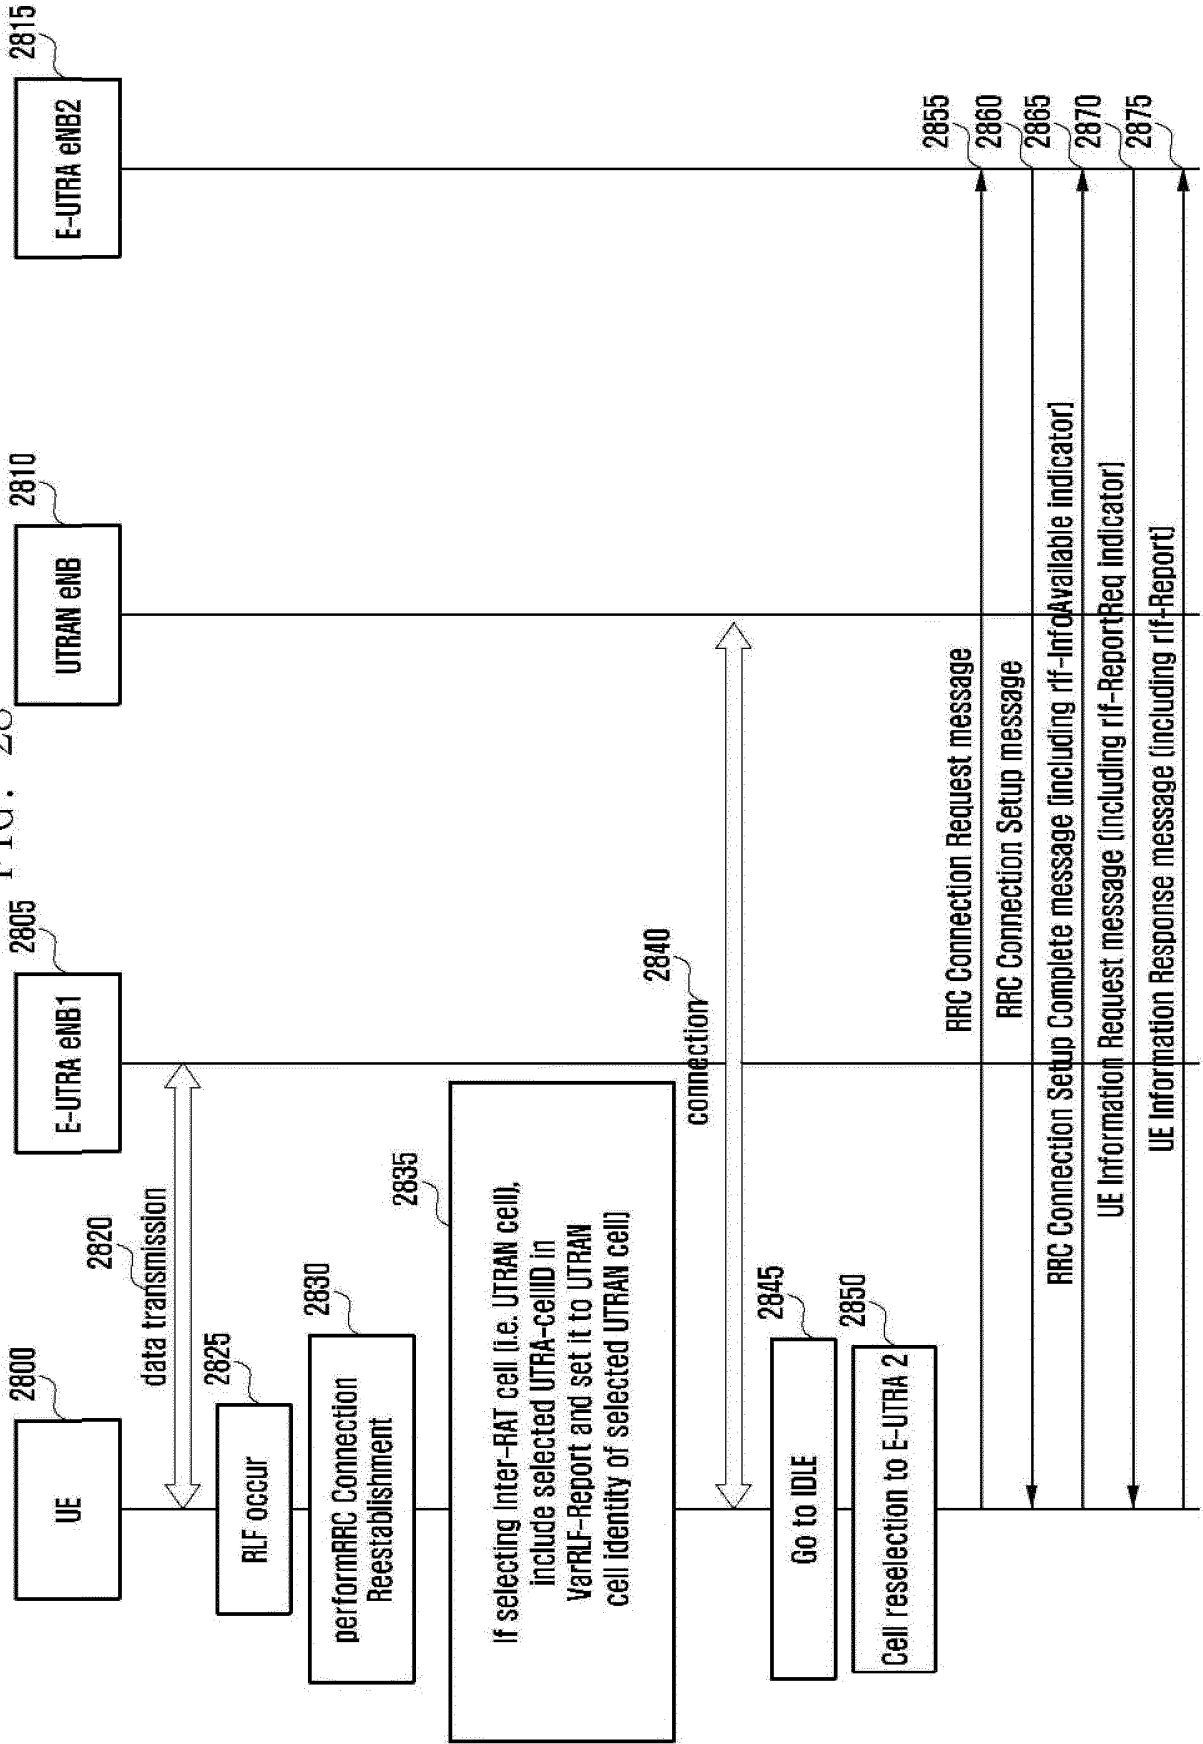 FIG. 28
2800
2805
2810
2815
UE
E-UTRA eNB1
UTRAN eNB
E-UTRA eNB2
2820
data transmission
2825
RLF occur
2830
performRRC Connection
Reestablishment
2835
If selecting Inter-RAT cell (i.e. UTRAN cell),
include selected UTRA-cellID in
VarRLF-Report and set it to UTRAN
cell identity of selected UTRAN cell)
2840
connection
2845
Go to IDLE
2850
Cell reselection to E-UTRA 2
RRC Connection Request message
2855
RRC Connection Setup message
2860
RRC Connection Setup Complete message (including rlf-InfoAvailable indicator)
2865
UE Information Request message (including rlf-ReportReq indicator)
2870
UE Information Response message (including rlf-Report)
2875